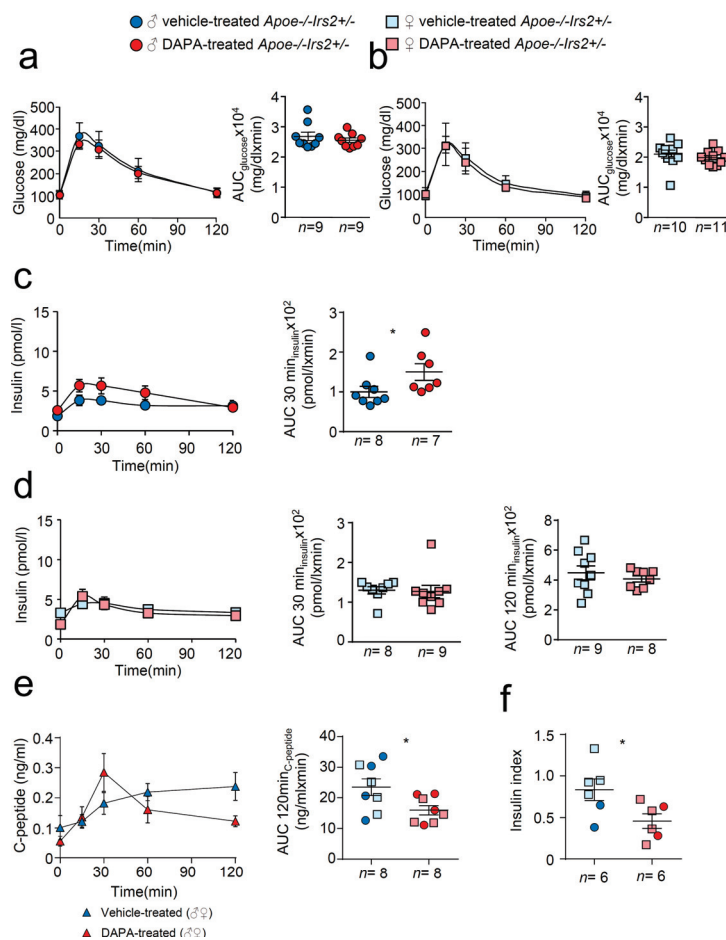 ♂ vehicle-treated Apoe-/-Irs2+/-
♀ vehicle-treated Apoe-/-Irs2+/-
♂ DAPA-treated Apoe-/-Irs2+/-
♀ DAPA-treated Apoe-/-Irs2+/-
a
Glucose (mg/dl)
500
400
300
200
100
0
0 30 60 90 120
Time(min)
AUCglucosex10⁴
(mg/dlxmin)
4
3
2
1
0
n=9 n=9
b
Glucose (mg/dl)
500
400
300
200
100
0
0 30 60 90 120
Time(min)
AUCglucosex10⁴
(mg/dlxmin)
4
3
2
1
0
n=10 n=11
c
Insulin (pmol/l)
15
10
5
0
0 30 60 90 120
Time(min)
AUC 30 mininsulinx10²
(pmol/lxmin)
3
2
1
0
*
n= 8 n= 7
d
Insulin (pmol/l)
15
10
5
0
0 30 60 90 120
Time(min)
AUC 30 mininsulinx10²
(pmol/lxmin)
3
2
1
0
n= 8 n= 9
AUC 120 mininsulinx10²
(pmol/lxmin)
8
6
4
2
0
n= 9 n= 8
e
C-peptide (ng/ml)
0.4
0.3
0.2
0.1
0
0 30 60 90 120
Time(min)
Vehicle-treated (♂♀)
DAPA-treated (♂♀)
AUC 120minC-peptide
(ng/mlxmin)
40
30
20
10
0
*
n= 8 n= 8
f
Insulin index
1.5
1.0
0.5
0
*
n= 6 n= 6